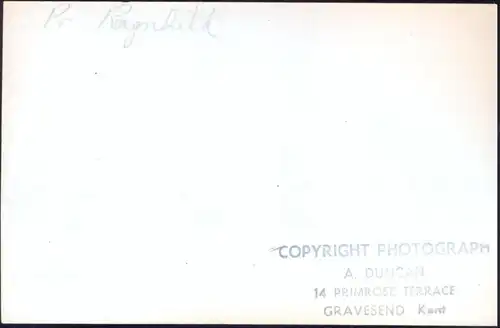 Pr Ragnhild
COPYRIGHT PHOTOGRAPH
A. DUNCAN
14 PRIMROSE TERRACE
GRAVESEND Kent